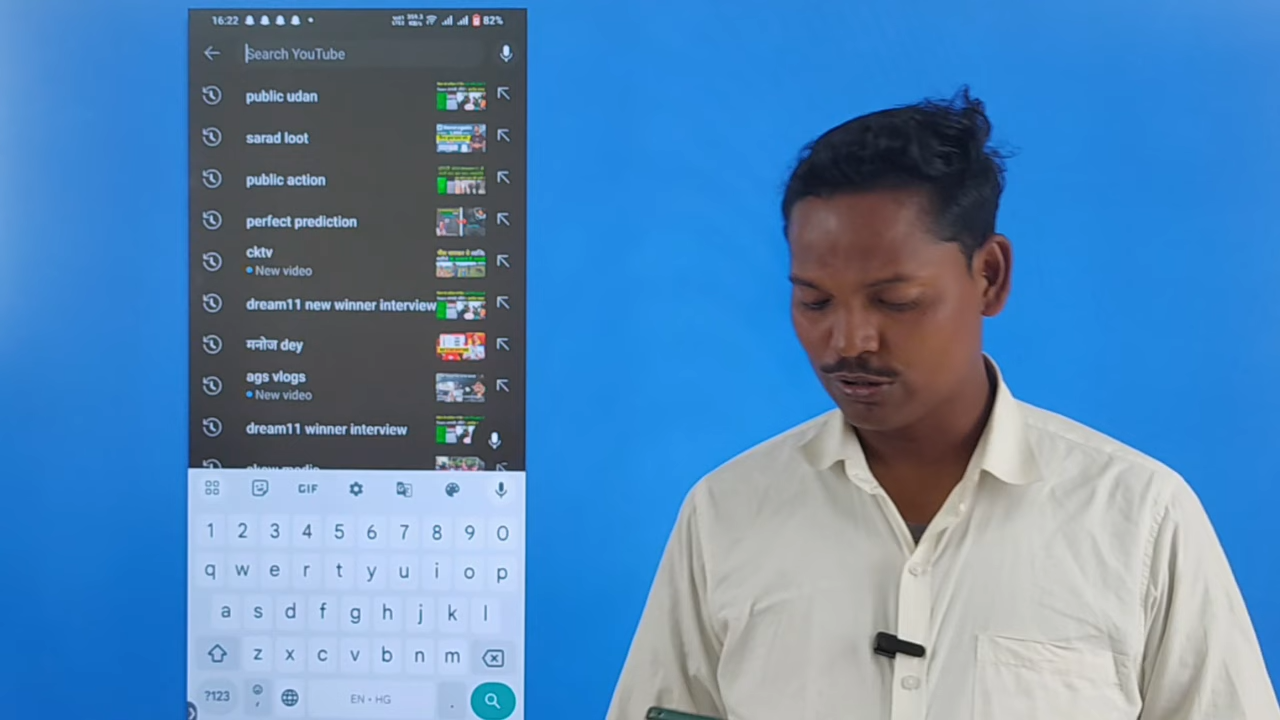 16:22 82%
Search YouTube
public udan
sarad loot
public action
perfect prediction
cktv
New video
dream11 new winner interview
मनोज dey
ags vlogs
New video
dream11 winner interview
GIF
1 2 3 4 5 6 7 8 9 0
q w e r t y u i o p
a s d f g h j k l
z x c v b n m
?123 , EN • HG .